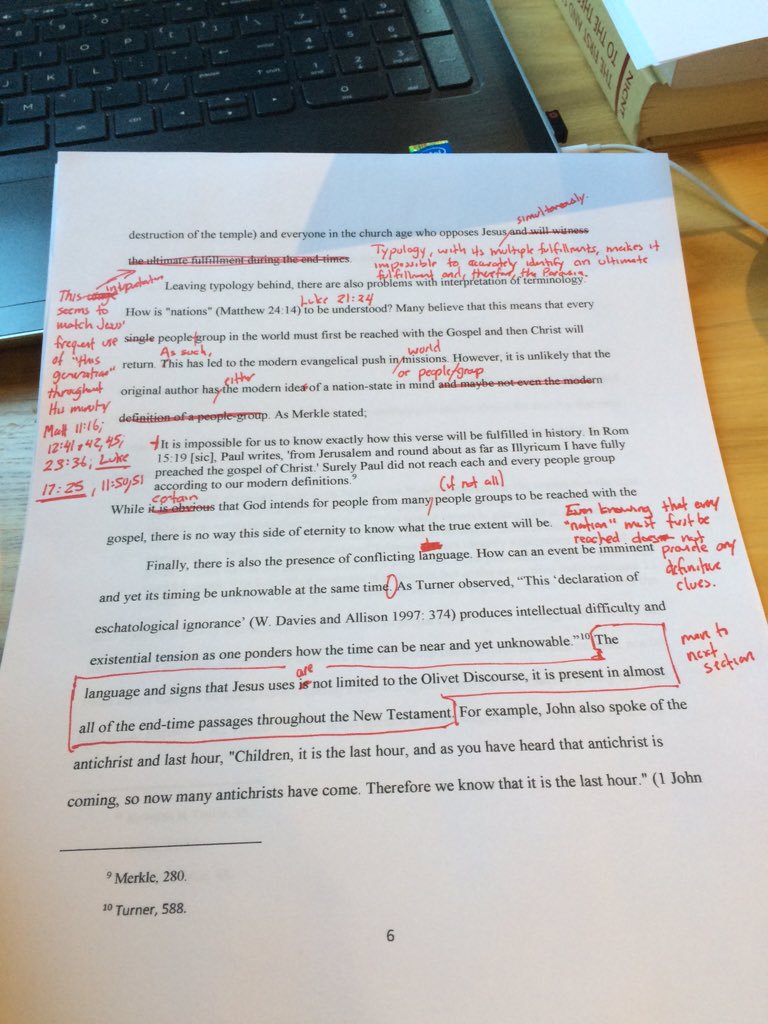 THE FIRST AND
TO THE THE
NICNT
simultaneously.
destruction of the temple) and everyone in the church age who opposes Jesus and will witness
the ultimate fulfillment during the end times.
Typology, with its multiple fulfillments, makes it
impossible to accurately identify an ultimate
fulfillment and, therefore, the Parousia.
This interpretation
seems to
match Jesus'
frequent use
of "this
generation"
throughout
His ministry
Matt 11:16;
12:41, 42, 45;
23:36; Luke
17:25, 11:50, 51
Leaving typology behind, there are also problems with interpretation of terminology.
Luke 21:24
How is "nations" (Matthew 24:14) to be understood? Many believe that this means that every
single people group in the world must first be reached with the Gospel and then Christ will
As such, world
return. This has led to the modern evangelical push in missions. However, it is unlikely that the
either or people/group
original author has the modern idea of a nation-state in mind and maybe not even the modern
definition of a people-group. As Merkle stated;
It is impossible for us to know exactly how this verse will be fulfilled in history. In Rom
15:19 [sic], Paul writes, 'from Jerusalem and round about as far as Illyricum I have fully
preached the gospel of Christ.' Surely Paul did not reach each and every people group
according to our modern definitions.⁹
certain (if not all)
While it is obvious that God intends for people from many people groups to be reached with the
gospel, there is no way this side of eternity to know what the true extent will be.
Even knowing that every
"nation" must first be
reached does not
provide any
definitive
clues.
Finally, there is also the presence of conflicting language. How can an event be imminent
and yet its timing be unknowable at the same time. As Turner observed, "This 'declaration of
eschatological ignorance' (W. Davies and Allison 1997: 374) produces intellectual difficulty and
existential tension as one ponders how the time can be near and yet unknowable."¹⁰ The
are
language and signs that Jesus uses is not limited to the Olivet Discourse, it is present in almost
all of the end-time passages throughout the New Testament. For example, John also spoke of the
move to
next
section
antichrist and last hour, "Children, it is the last hour, and as you have heard that antichrist is
coming, so now many antichrists have come. Therefore we know that it is the last hour." (1 John
⁹ Merkle, 280.
¹⁰ Turner, 588.
6